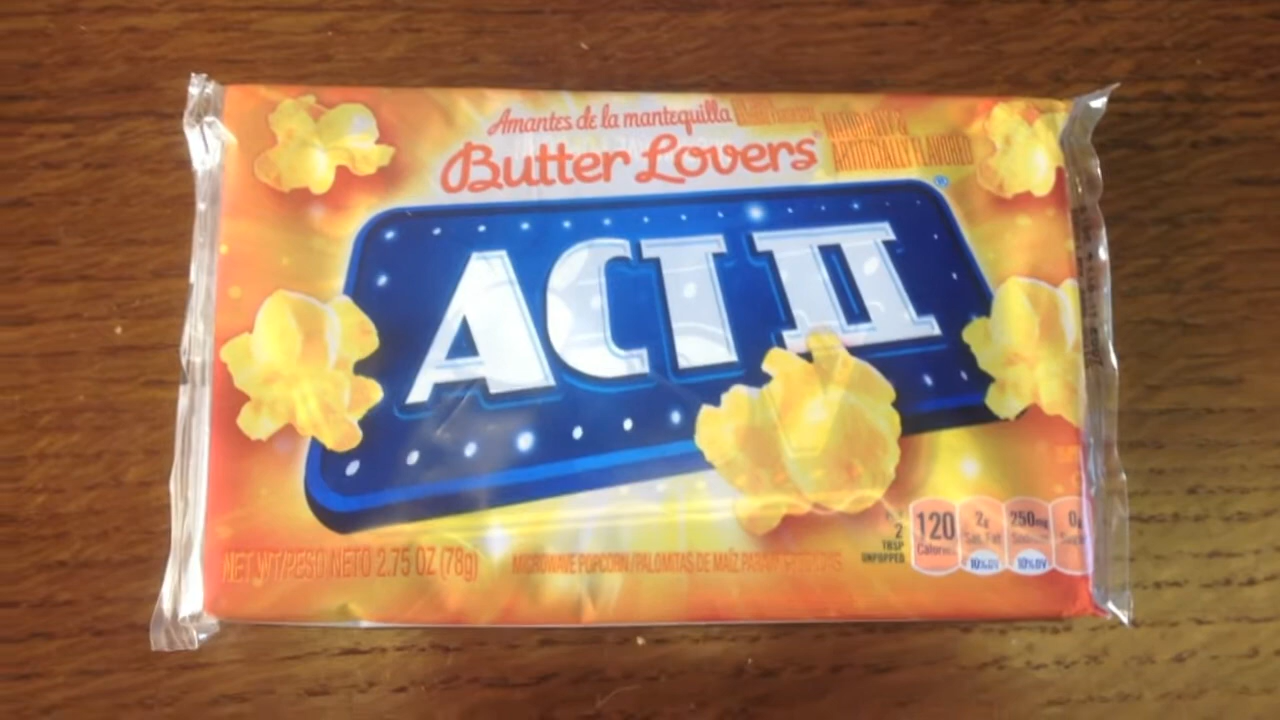 Amantes de la mantequilla
Butter Lovers®
NATURALLY &
ARTIFICIALLY FLAVORED
ACT II®
NET WT/PESO NETO 2.75 OZ (78g)
MICROWAVE POPCORN/PALOMITAS DE MAÍZ PARA
2
TBSP
UNPOPPED
120
Calories
2g
Sat. Fat
10% DV
250mg
Sodium
10% DV
0g